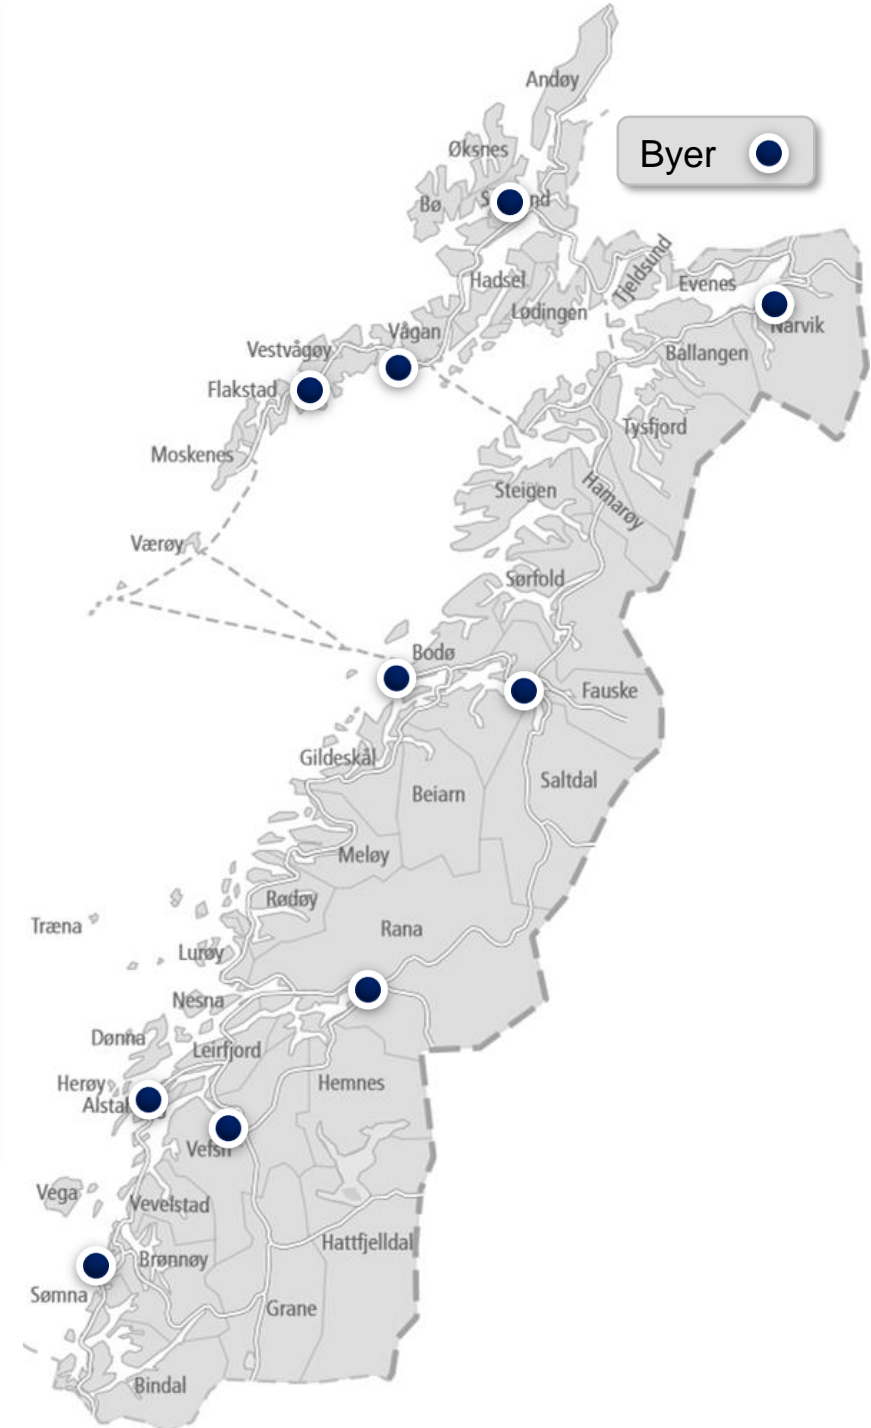 Andøy
Byer
Øksnes
Bø
Hadsel
Tjeldsund
Evenes
Lødingen
Narvik
Vågan
Vestvågøy
Ballangen
Flakstad
Tysfjord
Moskenes
Steigen
Hamarøy
Værøy
Sørfold
Bodø
Fauske
Gildeskål
Saltdal
Beiarn
Meløy
Rødøy
Træna
Rana
Lurøy
Nesna
Dønna
Leirfjord
Herøy
Hemnes
Vefsn
Vega
Vevelstad
Hattfjelldal
Brønnøy
Sømna
Grane
Bindal